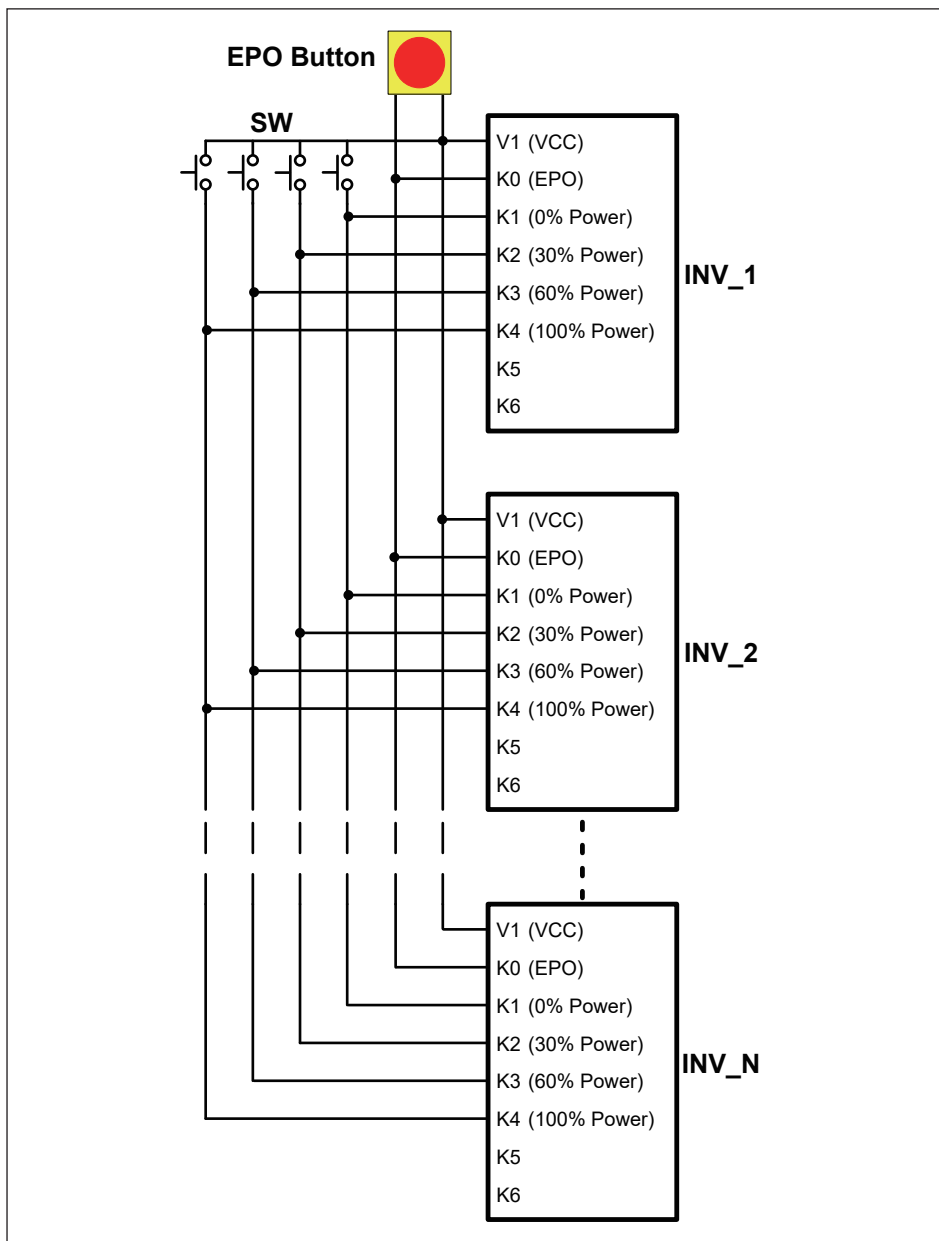 EPO Button
SW
V1 (VCC)
K0 (EPO)
K1 (0% Power)
K2 (30% Power)
K3 (60% Power)
K4 (100% Power)
K5
K6
INV_1
V1 (VCC)
K0 (EPO)
K1 (0% Power)
K2 (30% Power)
K3 (60% Power)
K4 (100% Power)
K5
K6
INV_2
V1 (VCC)
K0 (EPO)
K1 (0% Power)
K2 (30% Power)
K3 (60% Power)
K4 (100% Power)
K5
K6
INV_N